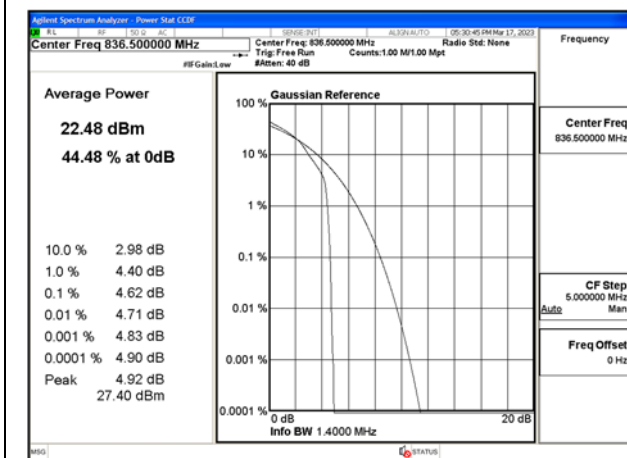 Agilent Spectrum Analyzer - Power Stat CCDF
RL RF 50 Ω AC SENSE:INT ALIGN AUTO 05:30:45 PM Mar 17, 2023
Center Freq 836.500000 MHz
Center Freq: 836.500000 MHz Radio Std: None
Trig: Free Run Counts:1.00 M/1.00 Mpt
#IFGain:Low #Atten: 40 dB
Frequency
Average Power
22.48 dBm
44.48 % at 0dB
10.0 % 2.98 dB
1.0 % 4.40 dB
0.1 % 4.62 dB
0.01 % 4.71 dB
0.001 % 4.83 dB
0.0001 % 4.90 dB
Peak 4.92 dB
27.40 dBm
Gaussian Reference
100 %
10 %
1 %
0.1 %
0.01 %
0.001 %
0.0001 %
0 dB 20 dB
Info BW 1.4000 MHz
Center Freq
836.500000 MHz
CF Step
5.000000 MHz
Auto Man
Freq Offset
0 Hz
MSG STATUS